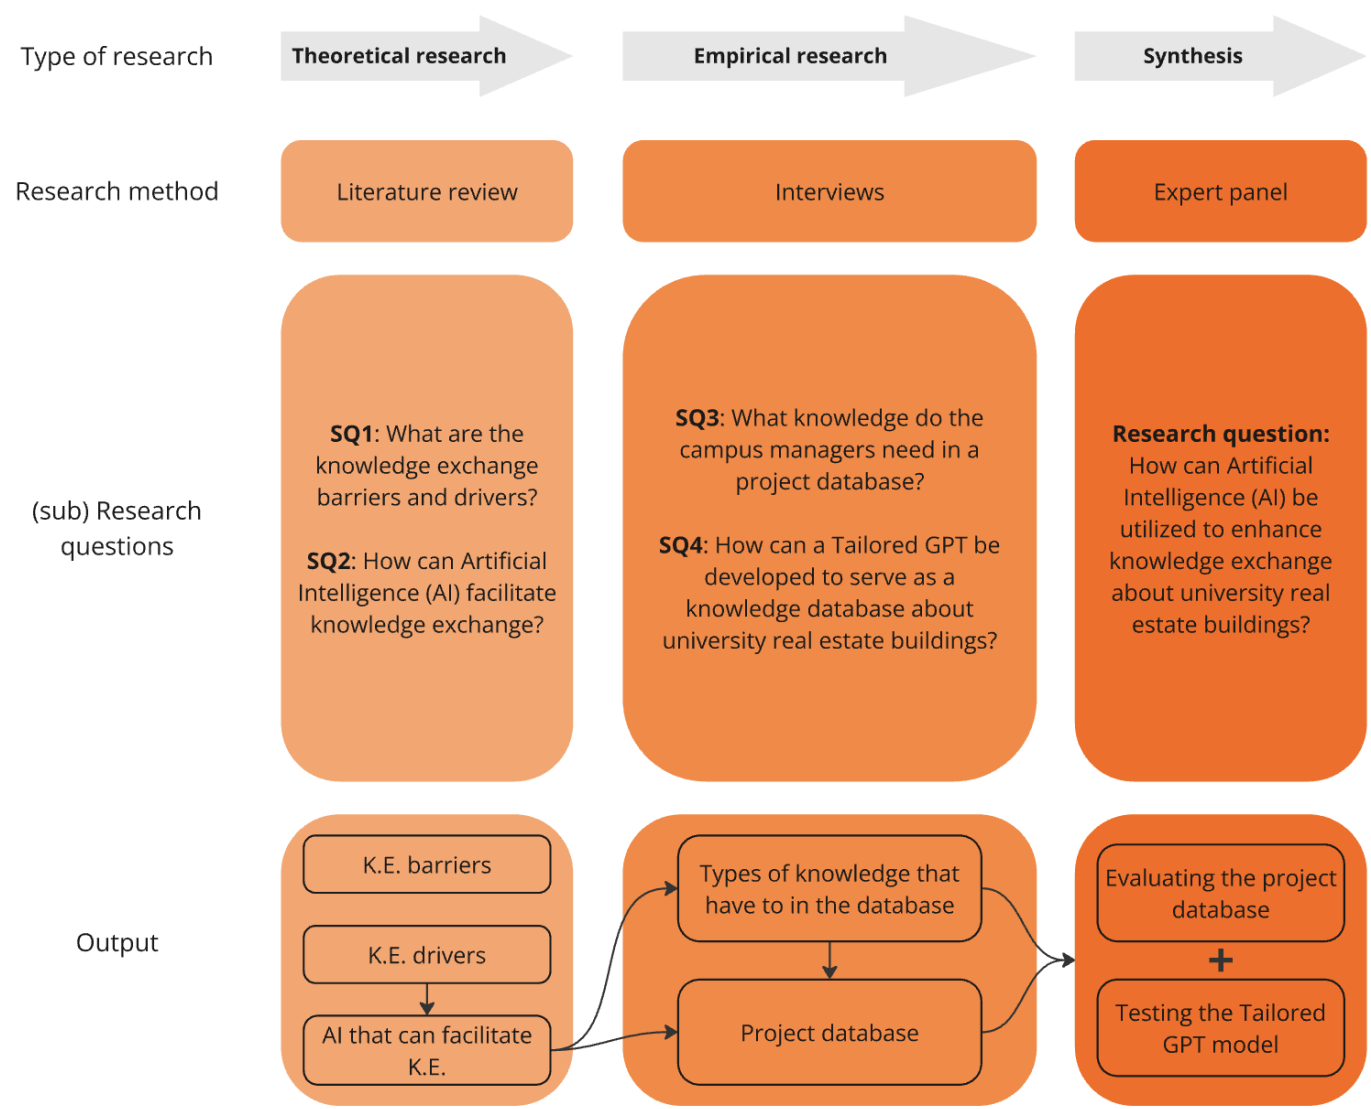 Type of research
Theoretical research
Empirical research
Synthesis
Research method
Literature review
Interviews
Expert panel
(sub) Research
questions
SQ1: What are the
knowledge exchange
barriers and drivers?
SQ2: How can Artificial
Intelligence (AI) facilitate
knowledge exchange?
SQ3: What knowledge do the
campus managers need in a
project database?
SQ4: How can a Tailored GPT be
developed to serve as a
knowledge database about
university real estate buildings?
Research question:
How can Artificial
Intelligence (AI) be
utilized to enhance
knowledge exchange
about university real
estate buildings?
Output
K.E. barriers
K.E. drivers
AI that can facilitate
K.E.
Types of knowledge that
have to in the database
Project database
Evaluating the project
database
+
Testing the Tailored
GPT model